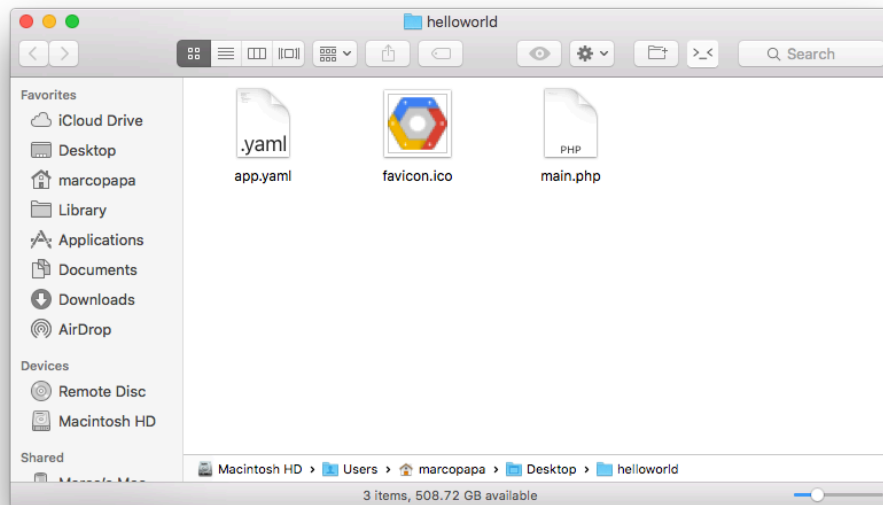 helloworld
Search
Favorites
iCloud Drive
Desktop
marcopapa
Library
Applications
Documents
Downloads
AirDrop
Devices
Remote Disc
Macintosh HD
Shared
.yaml
PHP
app.yaml favicon.ico main.php
Macintosh HD › Users › marcopapa › Desktop › helloworld
3 items, 508.72 GB available